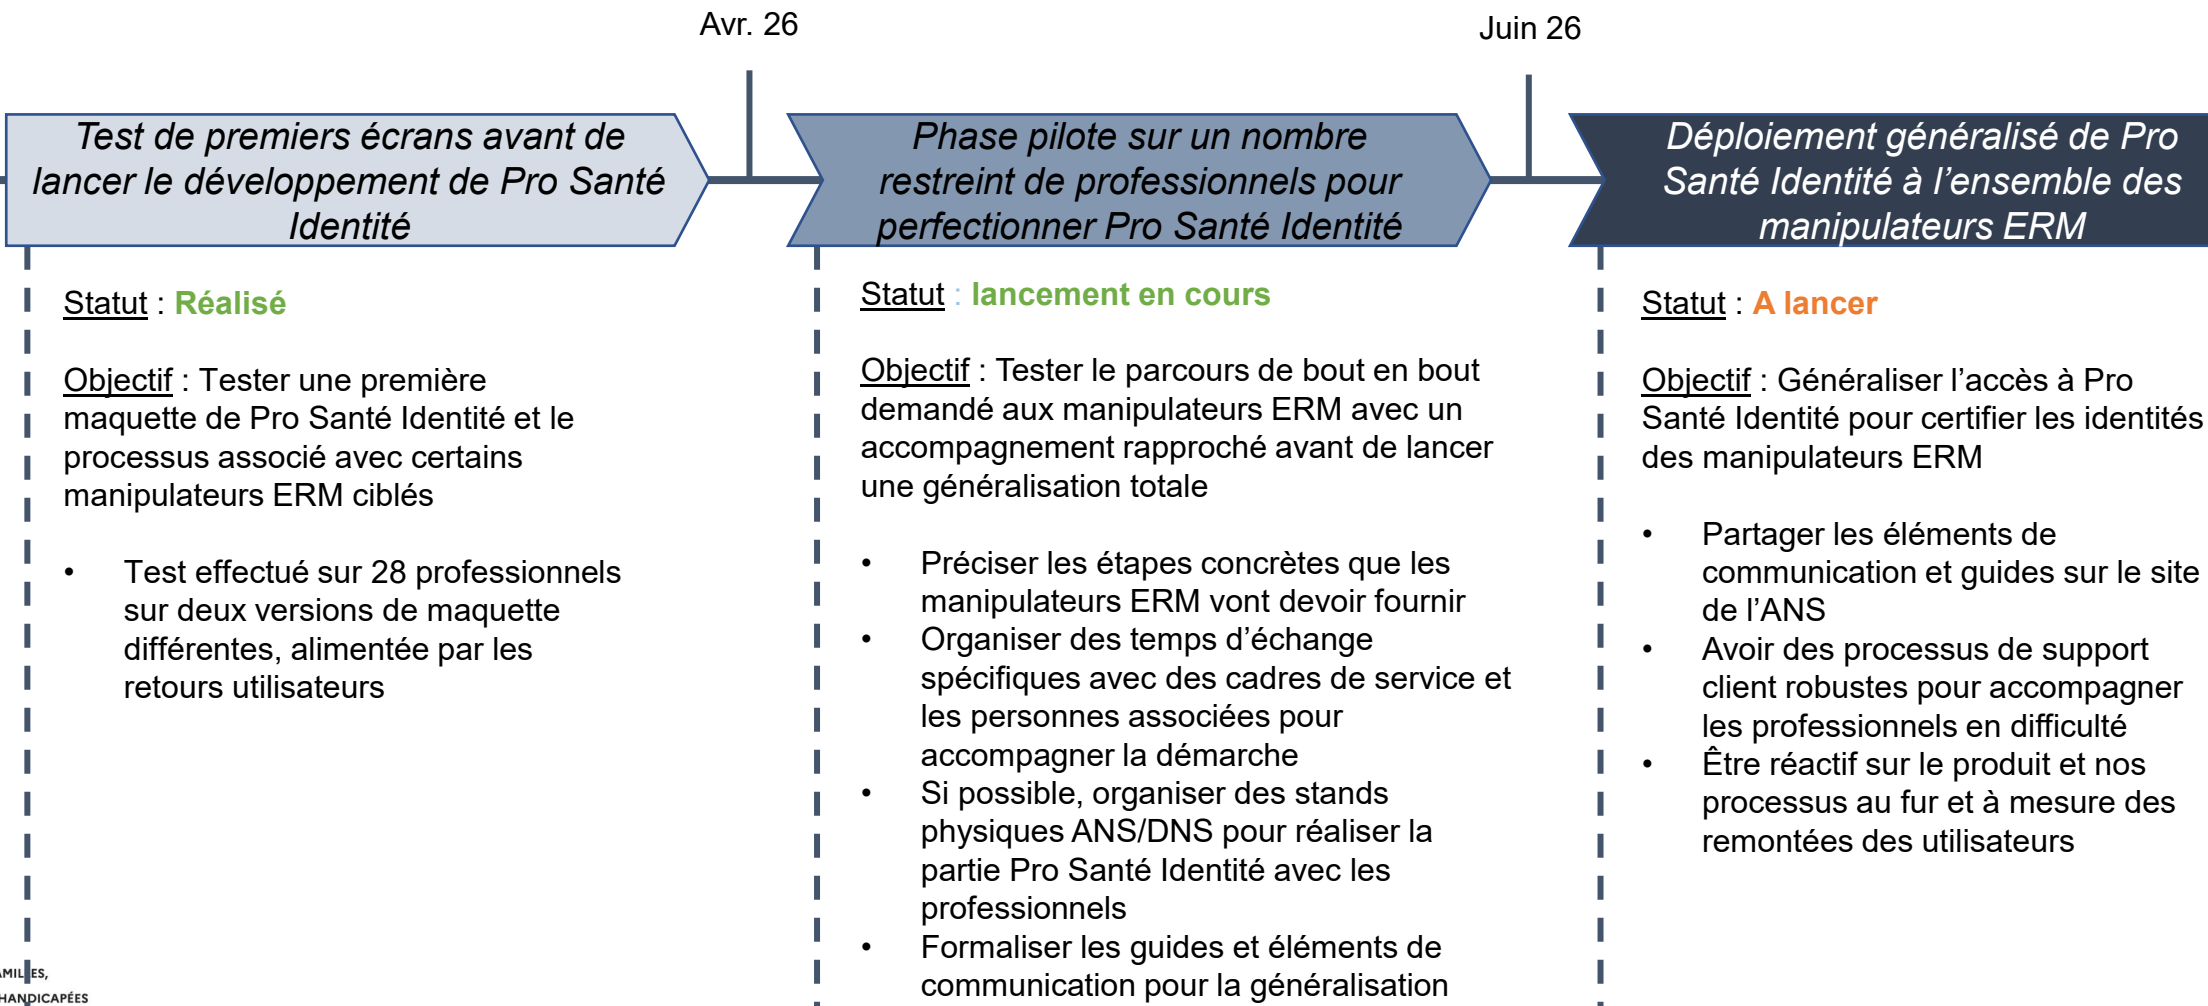 Avr. 26
Juin 26
Test de premiers écrans avant de
lancer le développement de Pro Santé
Identité
Phase pilote sur un nombre
restreint de professionnels pour
perfectionner Pro Santé Identité
Déploiement généralisé de Pro
Santé Identité à l’ensemble des
manipulateurs ERM
Statut : Réalisé
Objectif : Tester une première
maquette de Pro Santé Identité et le
processus associé avec certains
manipulateurs ERM ciblés
• Test effectué sur 28 professionnels
sur deux versions de maquette
différentes, alimentée par les
retours utilisateurs
Statut : lancement en cours
Objectif : Tester le parcours de bout en bout
demandé aux manipulateurs ERM avec un
accompagnement rapproché avant de lancer
une généralisation totale
• Préciser les étapes concrètes que les
manipulateurs ERM vont devoir fournir
• Organiser des temps d’échange
spécifiques avec des cadres de service et
les personnes associées pour
accompagner la démarche
• Si possible, organiser des stands
physiques ANS/DNS pour réaliser la
partie Pro Santé Identité avec les
professionnels
• Formaliser les guides et éléments de
communication pour la généralisation
Statut : A lancer
Objectif : Généraliser l’accès à Pro
Santé Identité pour certifier les identités
des manipulateurs ERM
• Partager les éléments de
communication et guides sur le site
de l’ANS
• Avoir des processus de support
client robustes pour accompagner
les professionnels en difficulté
• Être réactif sur le produit et nos
processus au fur et à mesure des
remontées des utilisateurs
HANDICAPÉES